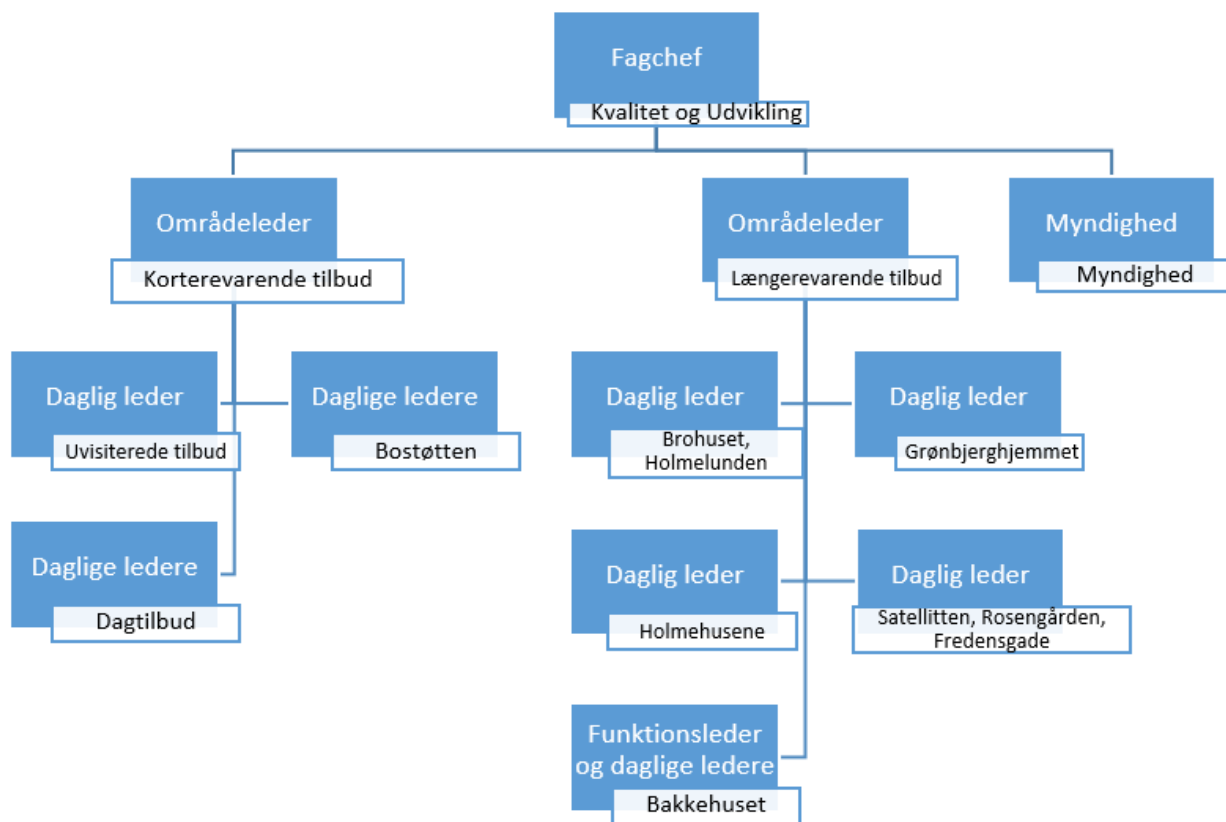 Fagchef
Kvalitet og Udvikling
Områdeleder
Korterevarende tilbud
Områdeleder
Længerevarende tilbud
Myndighed
Myndighed
Daglig leder
Uvisiterede tilbud
Daglige ledere
Bostøtten
Daglig leder
Brohuset,
Holmelunden
Daglig leder
Grønbjerghjemmet
Daglige ledere
Dagtilbud
Daglig leder
Holmehusene
Daglig leder
Satellitten, Rosengården,
Fredensgade
Funktionsleder
og daglige ledere
Bakkehuset